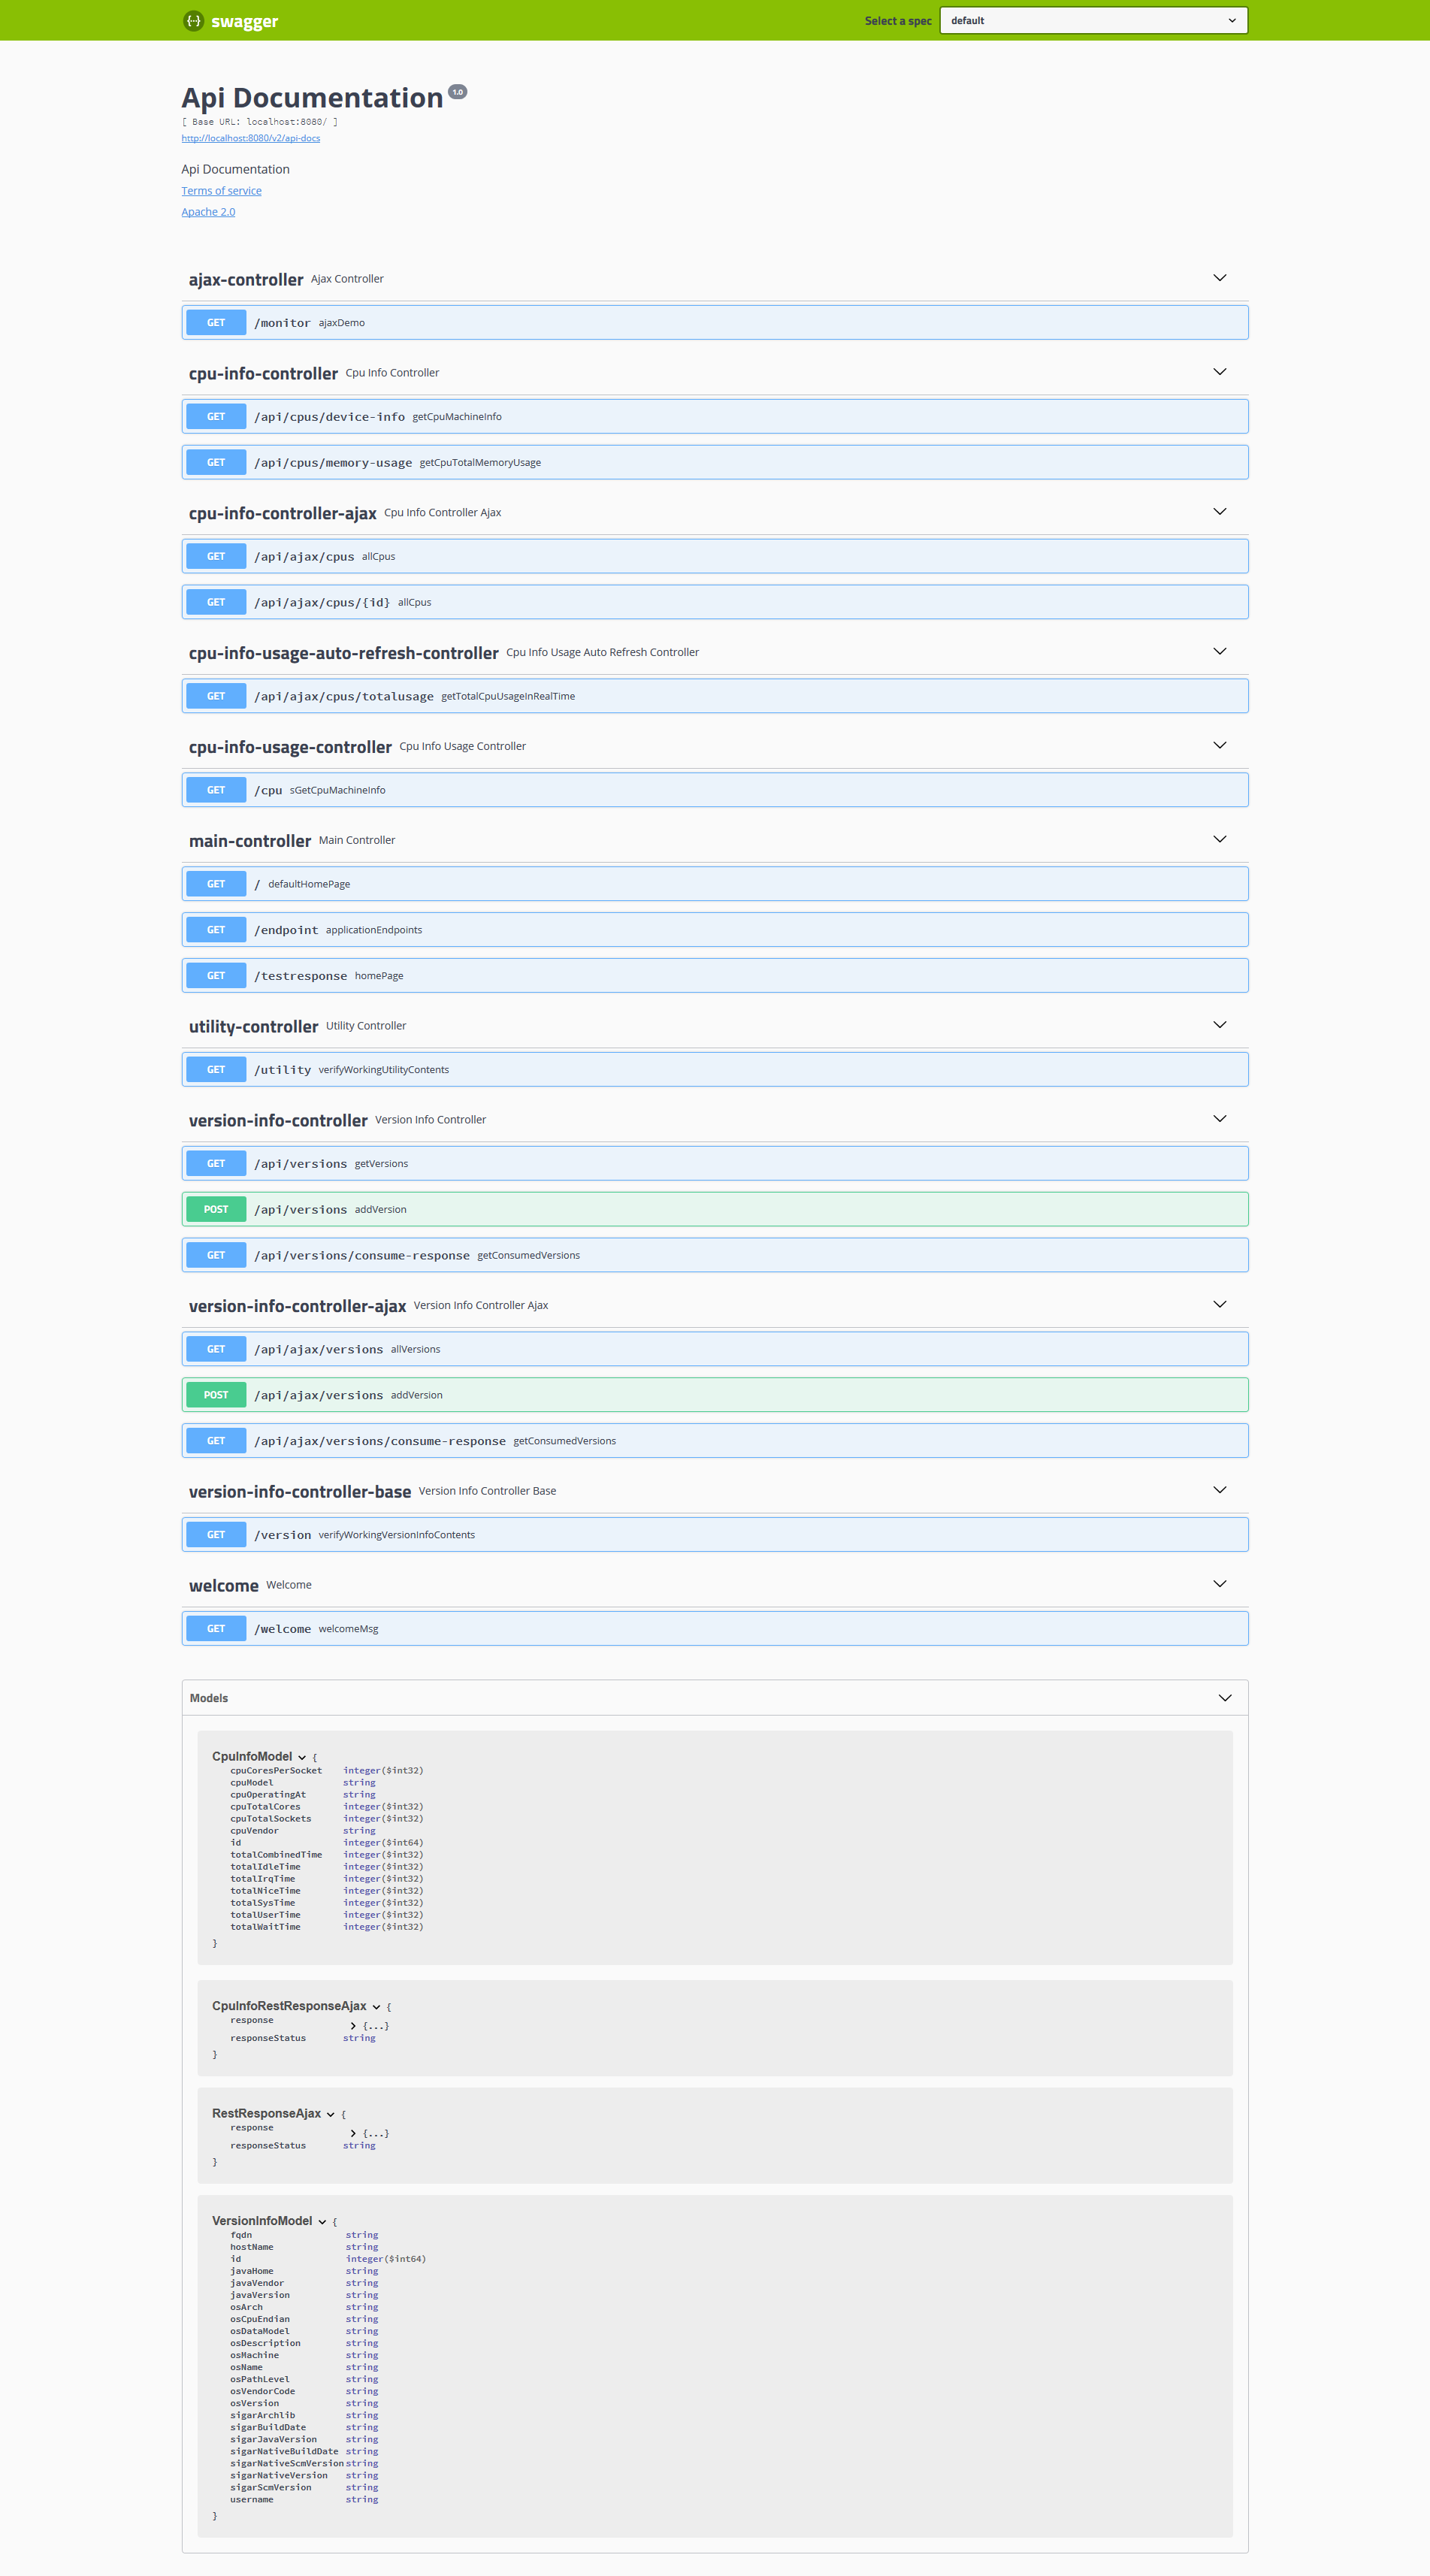 swagger
Select a spec default
Api Documentation 1.0
[ Base URL: localhost:8080/ ]
http://localhost:8080/v2/api-docs
Api Documentation
Terms of service
Apache 2.0
ajax-controller Ajax Controller
GET /monitor ajaxDemo
cpu-info-controller Cpu Info Controller
GET /api/cpus/device-info getCpuMachineInfo
GET /api/cpus/memory-usage getCpuTotalMemoryUsage
cpu-info-controller-ajax Cpu Info Controller Ajax
GET /api/ajax/cpus allCpus
GET /api/ajax/cpus/{id} allCpus
cpu-info-usage-auto-refresh-controller Cpu Info Usage Auto Refresh Controller
GET /api/ajax/cpus/totalusage getTotalCpuUsageInRealTime
cpu-info-usage-controller Cpu Info Usage Controller
GET /cpu sGetCpuMachineInfo
main-controller Main Controller
GET / defaultHomePage
GET /endpoint applicationEndpoints
GET /testresponse homePage
utility-controller Utility Controller
GET /utility verifyWorkingUtilityContents
version-info-controller Version Info Controller
GET /api/versions getVersions
POST /api/versions addVersion
GET /api/versions/consume-response getConsumedVersions
version-info-controller-ajax Version Info Controller Ajax
GET /api/ajax/versions allVersions
POST /api/ajax/versions addVersion
GET /api/ajax/versions/consume-response getConsumedVersions
version-info-controller-base Version Info Controller Base
GET /version verifyWorkingVersionInfoContents
welcome Welcome
GET /welcome welcomeMsg
Models
CpuInfoModel {
cpuCoresPerSocket integer($int32)
cpuModel string
cpuOperatingAt string
cpuTotalCores integer($int32)
cpuTotalSockets integer($int32)
cpuVendor string
id integer($int64)
totalCombinedTime integer($int32)
totalIdleTime integer($int32)
totalIrqTime integer($int32)
totalNiceTime integer($int32)
totalSysTime integer($int32)
totalUserTime integer($int32)
totalWaitTime integer($int32)
}
CpuInfoRestResponseAjax {
response {...}
responseStatus string
}
RestResponseAjax {
response {...}
responseStatus string
}
VersionInfoModel {
fqdn string
hostName string
id integer($int64)
javaHome string
javaVendor string
javaVersion string
osArch string
osCpuEndian string
osDataModel string
osDescription string
osMachine string
osName string
osPathLevel string
osVendorCode string
osVersion string
sigarArchlib string
sigarBuildDate string
sigarJavaVersion string
sigarNativeBuildDate string
sigarNativeScmVersion string
sigarNativeVersion string
sigarScmVersion string
username string
}